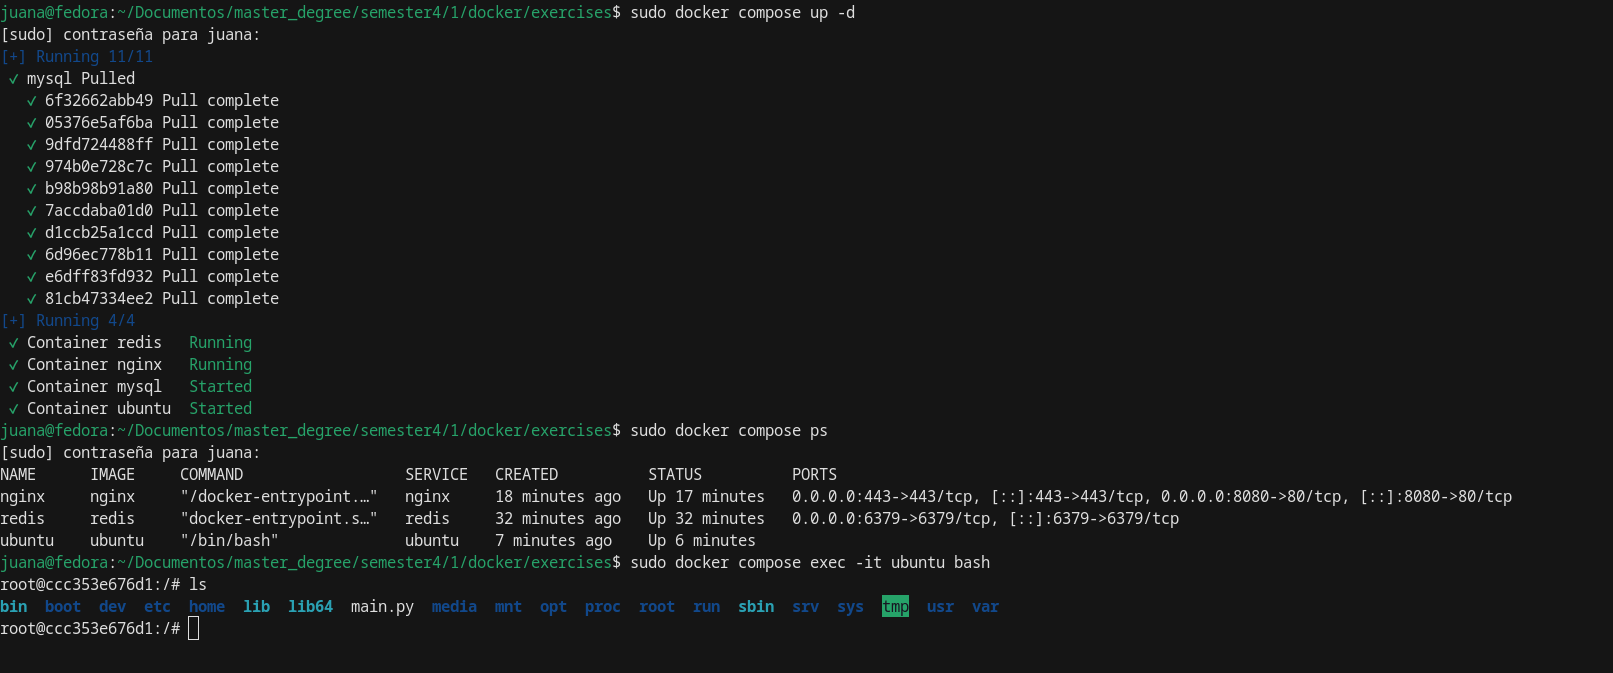 juana@fedora:~/Documentos/master_degree/semester4/1/docker/exercises$ sudo docker compose up -d
[sudo] contraseña para juana:
[+] Running 11/11
✓ mysql Pulled
✓ 6f32662abb49 Pull complete
✓ 05376e5af6ba Pull complete
✓ 9dfd724488ff Pull complete
✓ 974b0e728c7c Pull complete
✓ b98b98b91a80 Pull complete
✓ 7accdaba01d0 Pull complete
✓ d1ccb25a1ccd Pull complete
✓ 6d96ec778b11 Pull complete
✓ e6dff83fd932 Pull complete
✓ 81cb47334ee2 Pull complete
[+] Running 4/4
✓ Container redis   Running
✓ Container nginx   Running
✓ Container mysql   Started
✓ Container ubuntu  Started
juana@fedora:~/Documentos/master_degree/semester4/1/docker/exercises$ sudo docker compose ps
[sudo] contraseña para juana:
NAME      IMAGE     COMMAND                  SERVICE   CREATED          STATUS          PORTS
nginx     nginx     "/docker-entrypoint.…"   nginx     18 minutes ago   Up 17 minutes   0.0.0.0:443->443/tcp, [::]:443->443/tcp, 0.0.0.0:8080->80/tcp, [::]:8080->80/tcp
redis     redis     "docker-entrypoint.s…"   redis     32 minutes ago   Up 32 minutes   0.0.0.0:6379->6379/tcp, [::]:6379->6379/tcp
ubuntu    ubuntu    "/bin/bash"              ubuntu    7 minutes ago    Up 6 minutes
juana@fedora:~/Documentos/master_degree/semester4/1/docker/exercises$ sudo docker compose exec -it ubuntu bash
root@ccc353e676d1:/# ls
bin  boot  dev  etc  home  lib  lib64  main.py  media  mnt  opt  proc  root  run  sbin  srv  sys  tmp  usr  var
root@ccc353e676d1:/#